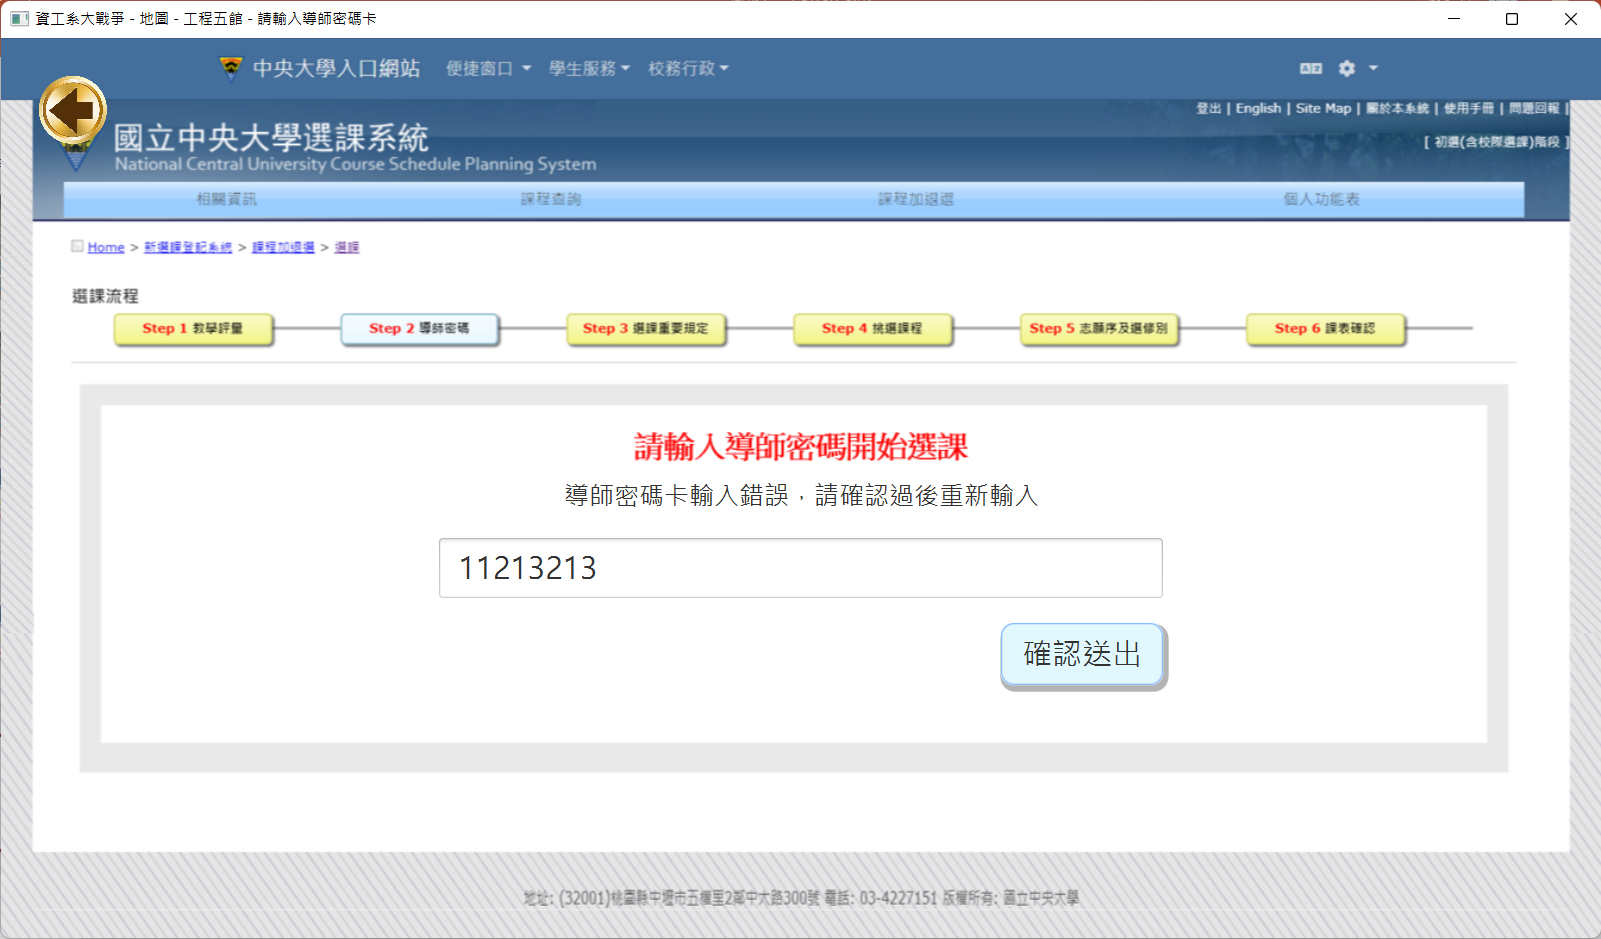 資工系大戰爭 - 地圖 - 工程五館 - 請輸入導師密碼卡
中央大學入口網站 便捷窗口 學生服務 校務行政
登出 | English | Site Map | 關於本系統 | 使用手冊 | 問題回報 |
國立中央大學選課系統
[ 初選(含校際選課)階段 ]
National Central University Course Schedule Planning System
相關資訊 課程查詢 課程加退選 個人功能表
Home > 新選課登記系統 > 課程加退選 > 選課
選課流程
Step 1 教學評量 Step 2 導師密碼 Step 3 選課重要規定 Step 4 挑選課程 Step 5 志願序及選修別 Step 6 課表確認
請輸入導師密碼開始選課
導師密碼卡輸入錯誤，請確認過後重新輸入
11213213
確認送出
地址: (32001)桃園縣中壢市五權里2鄰中大路300號 電話: 03-4227151 版權所有: 國立中央大學